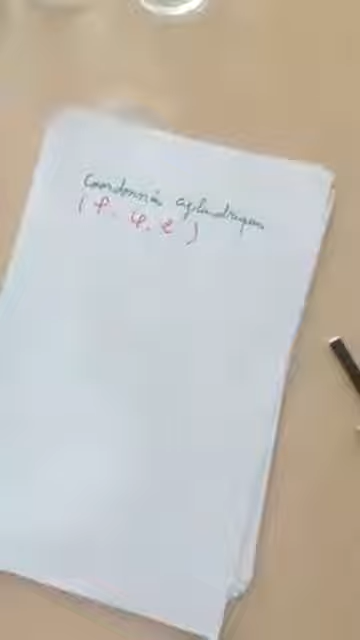 Coordonnées cylindriques
(φ, φ, z)